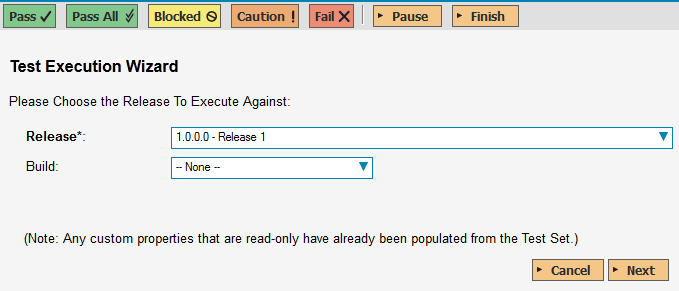 Pass Pass All Blocked Caution ! Fail Pause Finish
Test Execution Wizard
Please Choose the Release To Execute Against:
Release*: 1.0.0.0 - Release 1
Build: -- None --
(Note: Any custom properties that are read-only have already been populated from the Test Set.)
Cancel Next